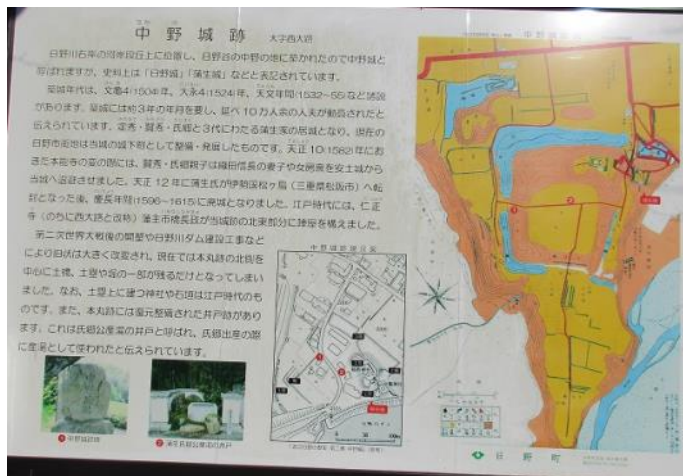 中野城跡 大字西大路
日野川右岸の河岸段丘上に位置し、日野谷の中野の地に築かれたので中野城と
呼ばれますが、史料上は「日野城」「蒲生城」などと表記されています。
築城年代は、文亀4(1504)年、大永4(1524)年、天文年間(1532~55)など諸説
があります。築城には約3年の年月を要し、延べ10万人余の人夫が動員されたと
伝えられています。定秀・賢秀・氏郷と3代にわたる蒲生家の居城となり、現在の
日野市街地は当城の城下町として整備・発展したものです。天正10(1582)年にお
きた本能寺の変の際には、賢秀・氏郷親子は織田信長の妻子や女房衆を安土城から
当城へ退避させました。天正12年に蒲生氏が伊勢国松ヶ島(三重県松阪市)へ転
封となった後、慶長年間(1596~1615)に廃城となりました。江戸時代には、仁正
寺(のちに西大路と改称)藩主市橋長政が当城跡の北東部分に陣屋を構えました。
第二次世界大戦後の開墾や日野川ダム建設工事など
により旧状は大きく改変され、現在では本丸跡の北側を
中心に土橋、土塁や堀の一部が残るだけとなってしまい
ました。なお、土塁上に建つ神社や石垣は江戸時代のも
のです。また、本丸跡には復元整備された井戸跡があり
ます。これは氏郷公産湯の井戸と呼ばれ、氏郷出産の際
に産湯として使われたと伝えられています。
1 中野城跡碑
2 蒲生氏郷公産湯の井戸
中野城跡
日野町